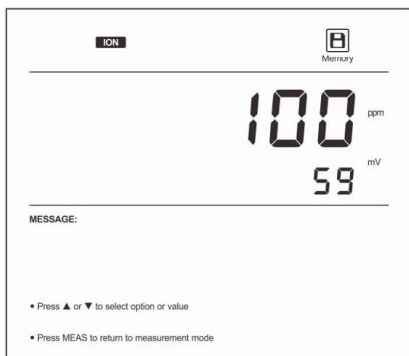 ION
Memory
100 ppm
59 mV
MESSAGE:
• Press ▲ or ▼ to select option or value
• Press MEAS to return to measurement mode